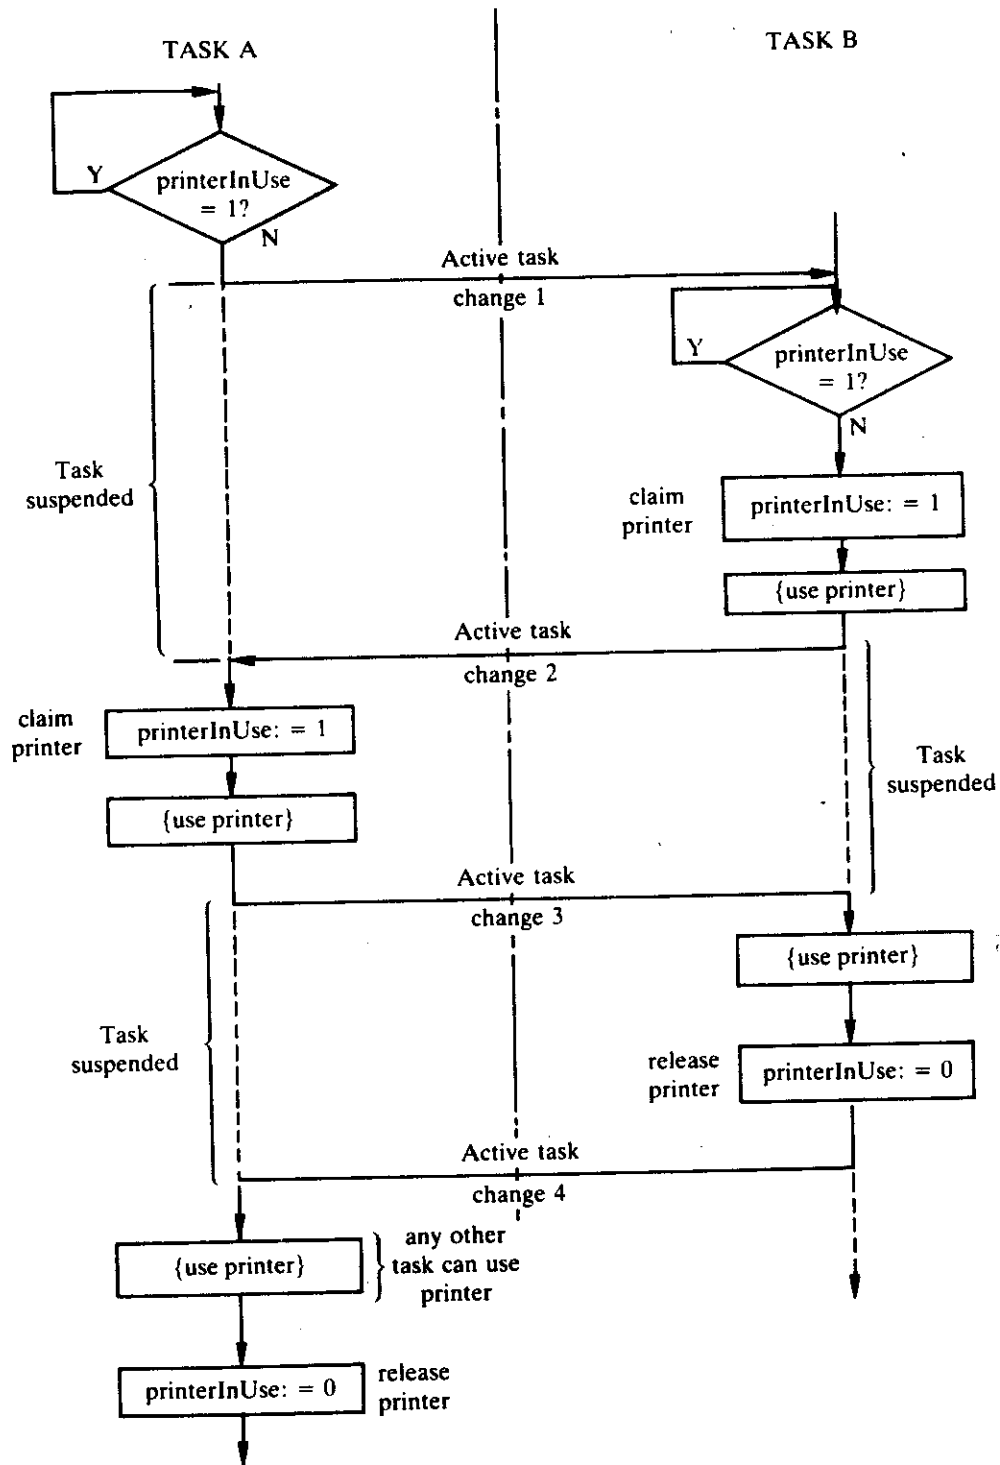 TASK A
TASK B
Y
printerInUse
= 1?
N
Active task
change 1
Y
printerInUse
= 1?
N
Task
suspended
claim
printer
printerInUse: = 1
{use printer}
Active task
change 2
claim
printer
printerInUse: = 1
Task
suspended
{use printer}
Active task
change 3
{use printer}
Task
suspended
release
printer
printerInUse: = 0
Active task
change 4
{use printer}
any other
task can use
printer
printerInUse: = 0
release
printer